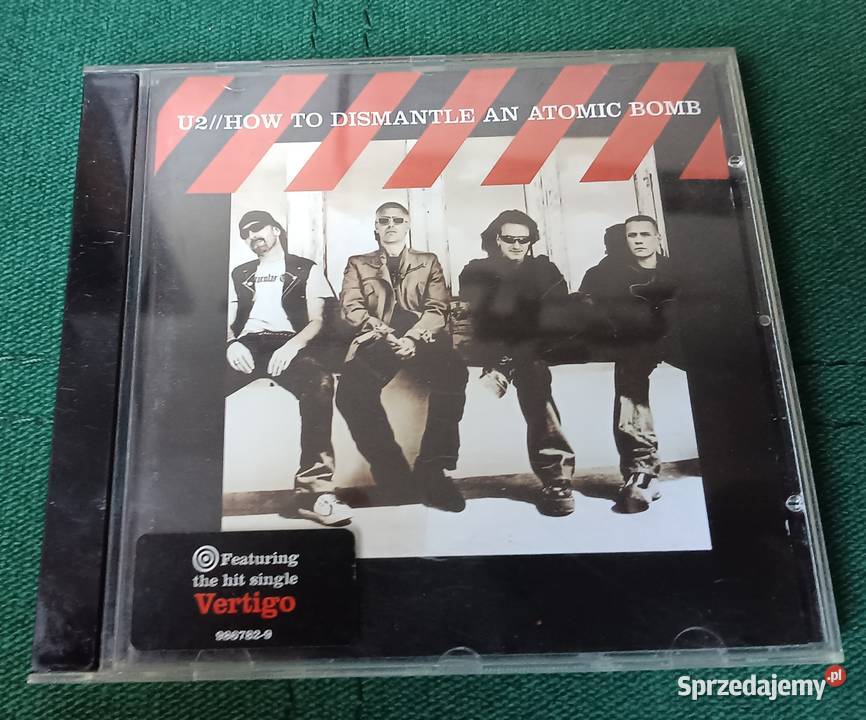 U2//HOW TO DISMANTLE AN ATOMIC BOMB
Featuring
the hit single
Vertigo
986782-9
Sprzedajemy.pl